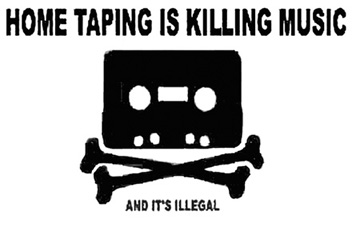 HOME TAPING IS KILLING MUSIC
AND IT'S ILLEGAL